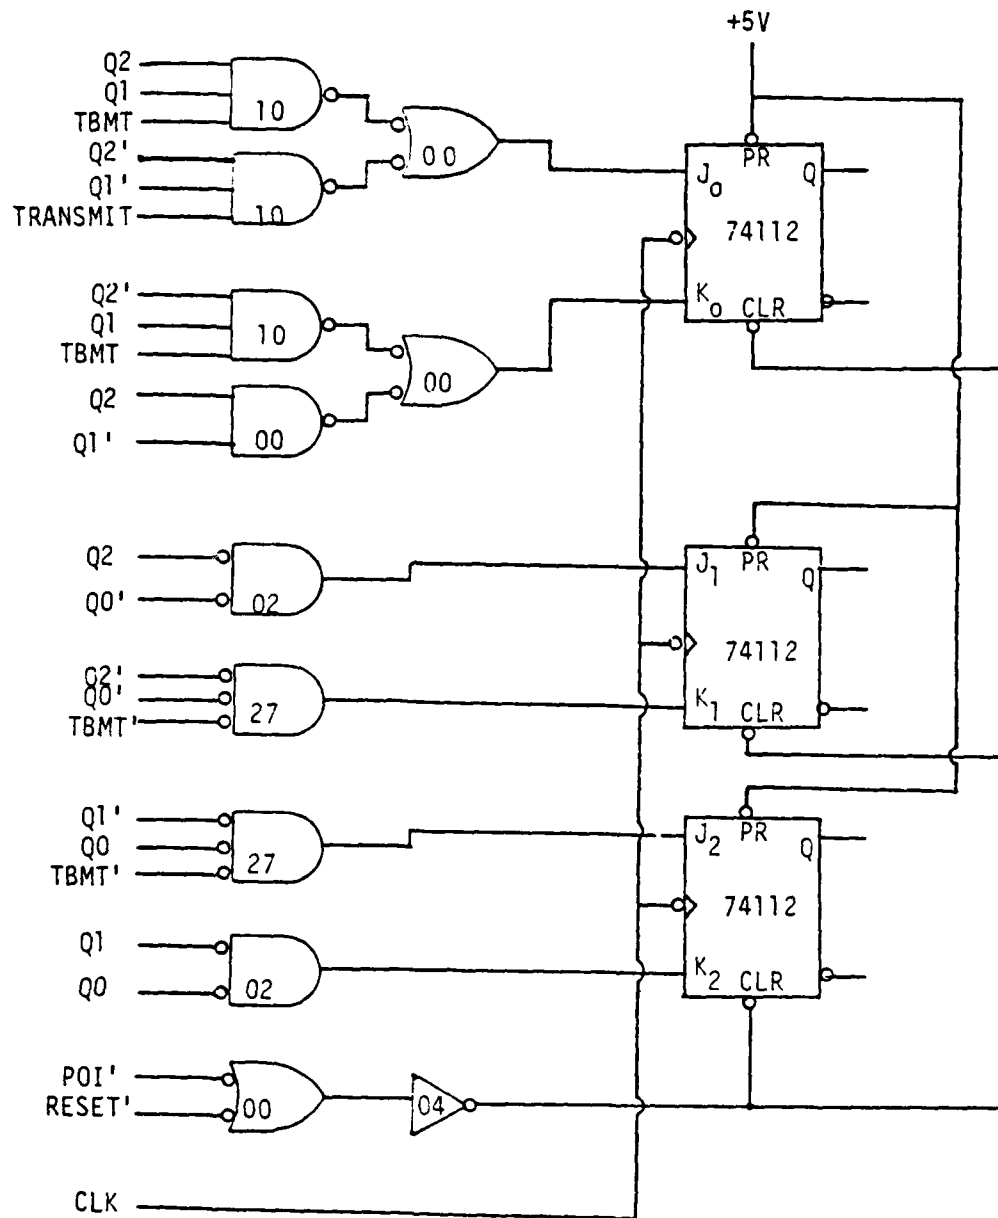 +5V
Q2
Q1
TBMT
10
Q2'
Q1'
TRANSMIT
10
00
J0
PR
Q
74112
K0
CLR
Q2'
Q1
TBMT
10
Q2
Q1'
00
00
Q2
Q0'
02
J1
PR
Q
74112
K1
CLR
Q2'
Q0'
TBMT'
27
Q1'
Q0
TBMT'
27
J2
PR
Q
74112
K2
CLR
Q1
Q0
02
POI'
RESET'
00
04
CLK